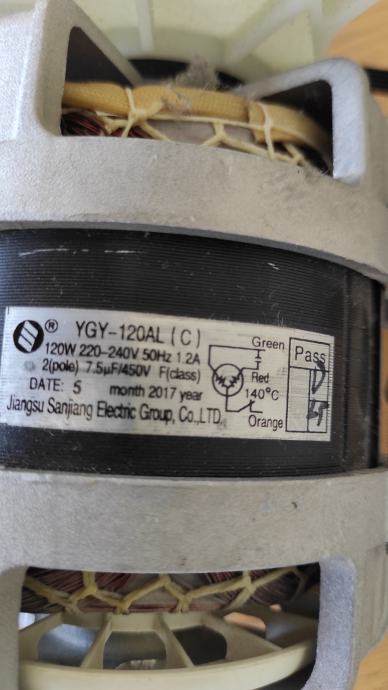 ® YGY-120AL (C)
120W 220-240V 50Hz 1.2A
2(pole) 7.5μF/450V F(class)
DATE: 5 month 2017 year
Jiangsu Sanjiang Electric Group, Co.,LTD.
Green
Red
140°C
Orange
Pass